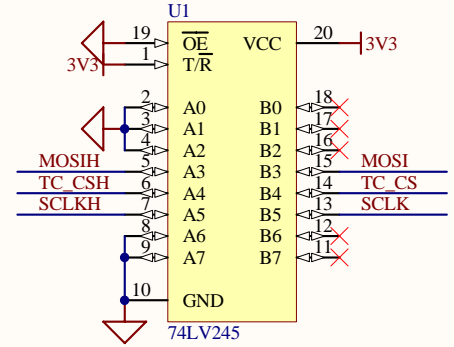 U1
19 OE VCC 20 3V3
3V3 1 T/R
2 A0 B0 18
3 A1 B1 17
4 A2 B2 16
MOSIH 5 A3 B3 15 MOSI
TC_CSH 6 A4 B4 14 TC_CS
SCLKH 7 A5 B5 13 SCLK
8 A6 B6 12
9 A7 B7 11
10 GND
74LV245